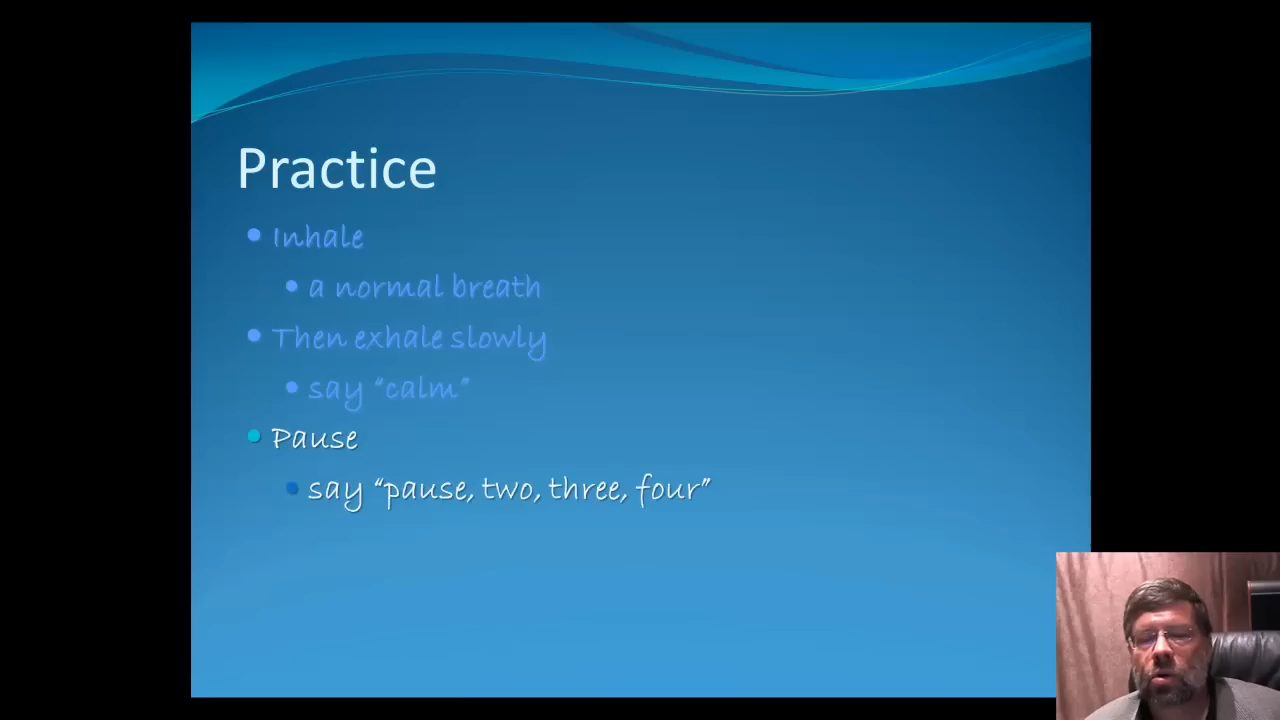 Practice
Inhale
a normal breath
Then exhale slowly
say “calm”
Pause
say “pause, two, three, four”